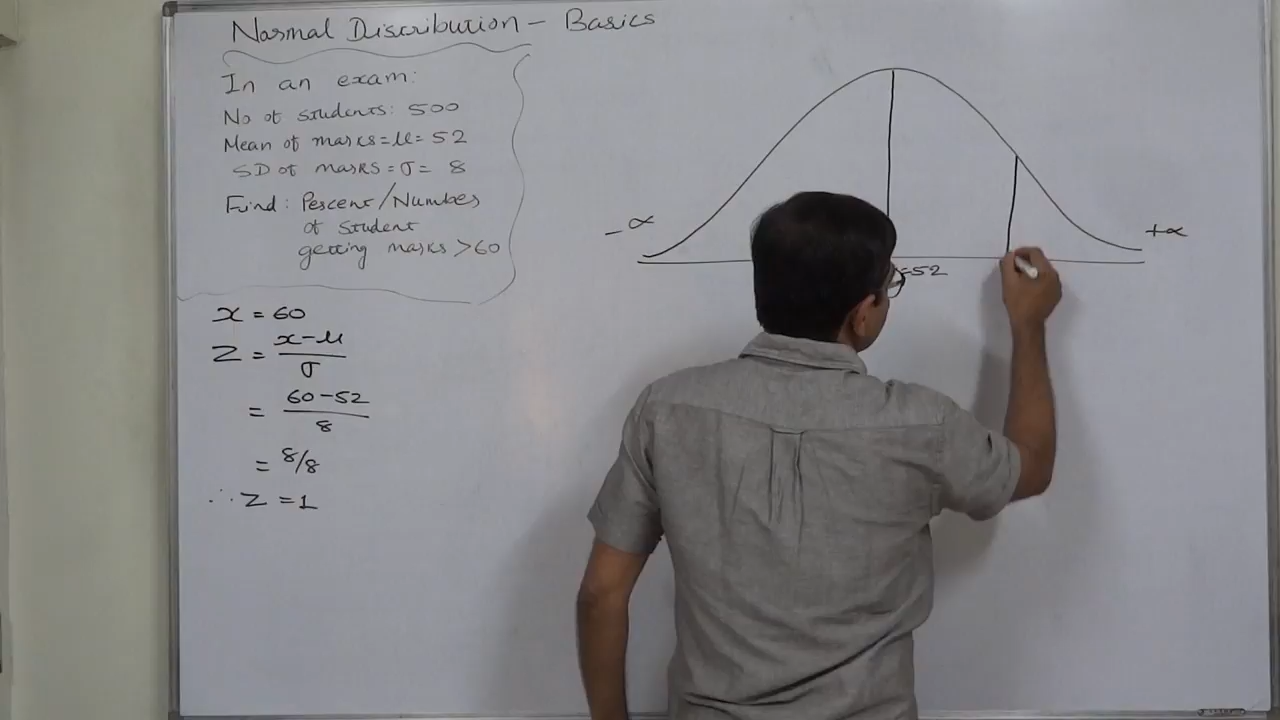 Normal Distribution - Basics
In an exam:
No of students: 500
Mean of marks = μ = 52
SD of marks = σ = 8
Find: Percent/Number
of student
getting marks >60
x = 60
Z = x-μ / σ
= 60-52 / 8
= 8/8
∴ Z = 1
-∝
+∝
=52